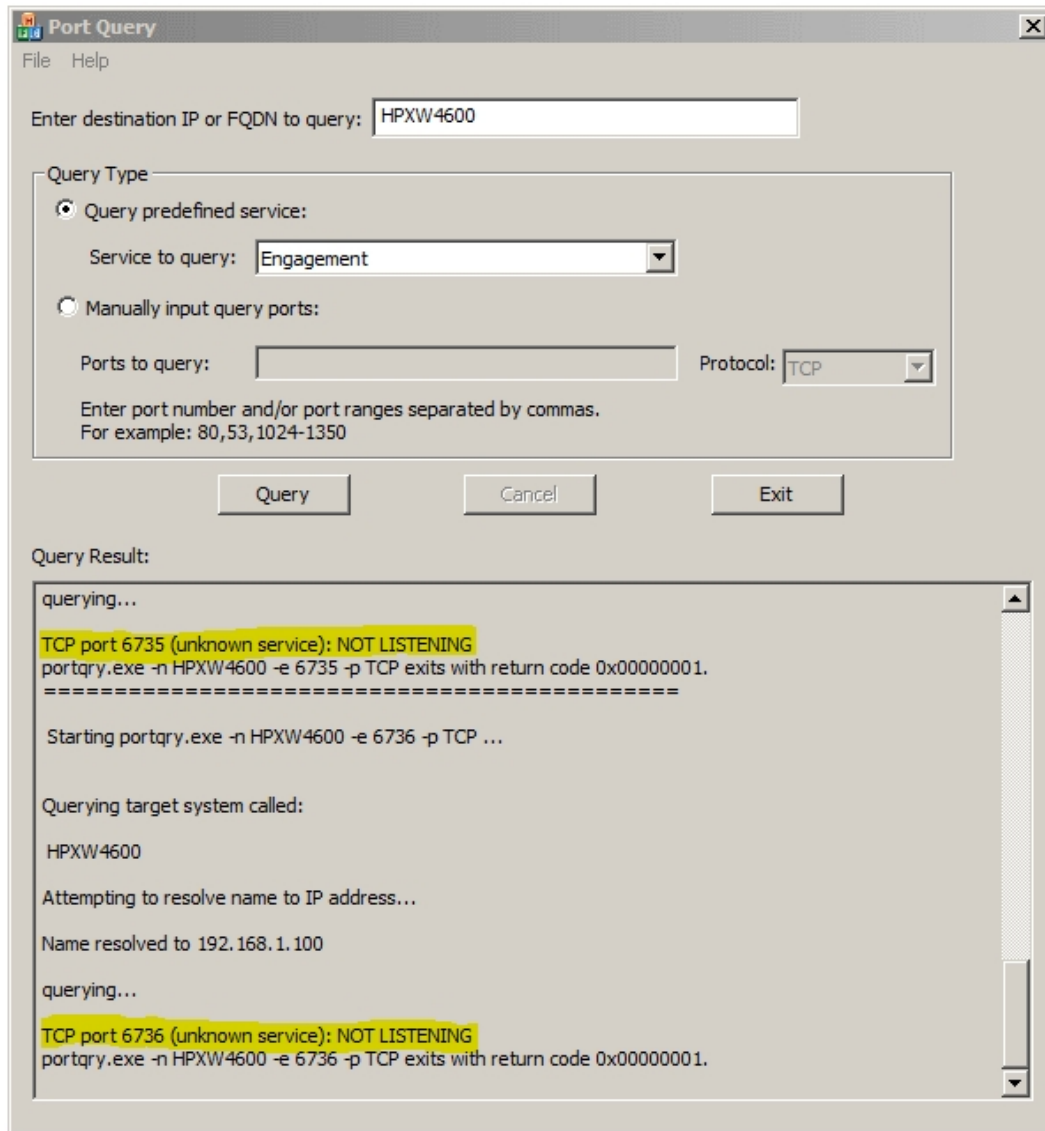 Port Query
File Help
Enter destination IP or FQDN to query: HPXW4600
Query Type
Query predefined service:
Service to query: Engagement
Manually input query ports:
Ports to query: Protocol: TCP
Enter port number and/or port ranges separated by commas.
For example: 80,53,1024-1350
Query Cancel Exit
Query Result:
querying...
TCP port 6735 (unknown service): NOT LISTENING
portqry.exe -n HPXW4600 -e 6735 -p TCP exits with return code 0x00000001.
=============================================
Starting portqry.exe -n HPXW4600 -e 6736 -p TCP ...
Querying target system called:
HPXW4600
Attempting to resolve name to IP address...
Name resolved to 192.168.1.100
querying...
TCP port 6736 (unknown service): NOT LISTENING
portqry.exe -n HPXW4600 -e 6736 -p TCP exits with return code 0x00000001.